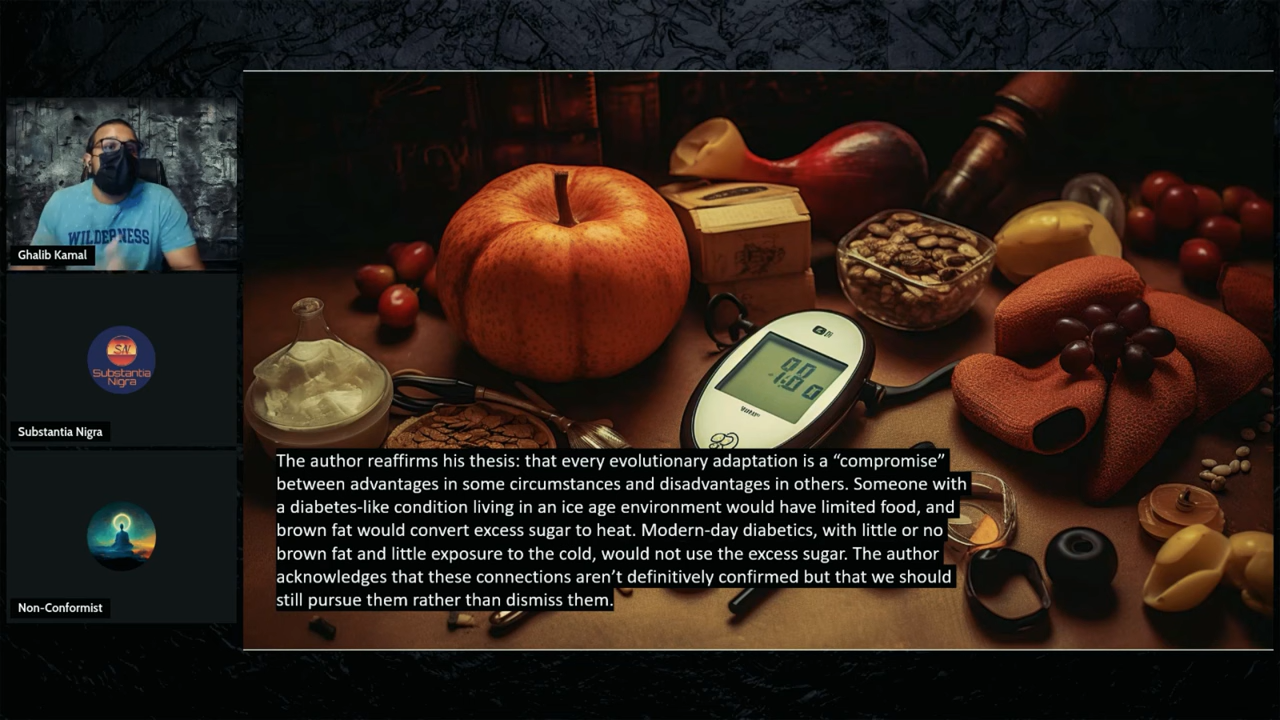 WILDERNESS
Ghalib Kamal
SN
Substantia
Nigra
Substantia Nigra
Non-Conformist
The author reaffirms his thesis: that every evolutionary adaptation is a “compromise”
between advantages in some circumstances and disadvantages in others. Someone with
a diabetes-like condition living in an ice age environment would have limited food, and
brown fat would convert excess sugar to heat. Modern-day diabetics, with little or no
brown fat and little exposure to the cold, would not use the excess sugar. The author
acknowledges that these connections aren’t definitively confirmed but that we should
still pursue them rather than dismiss them.